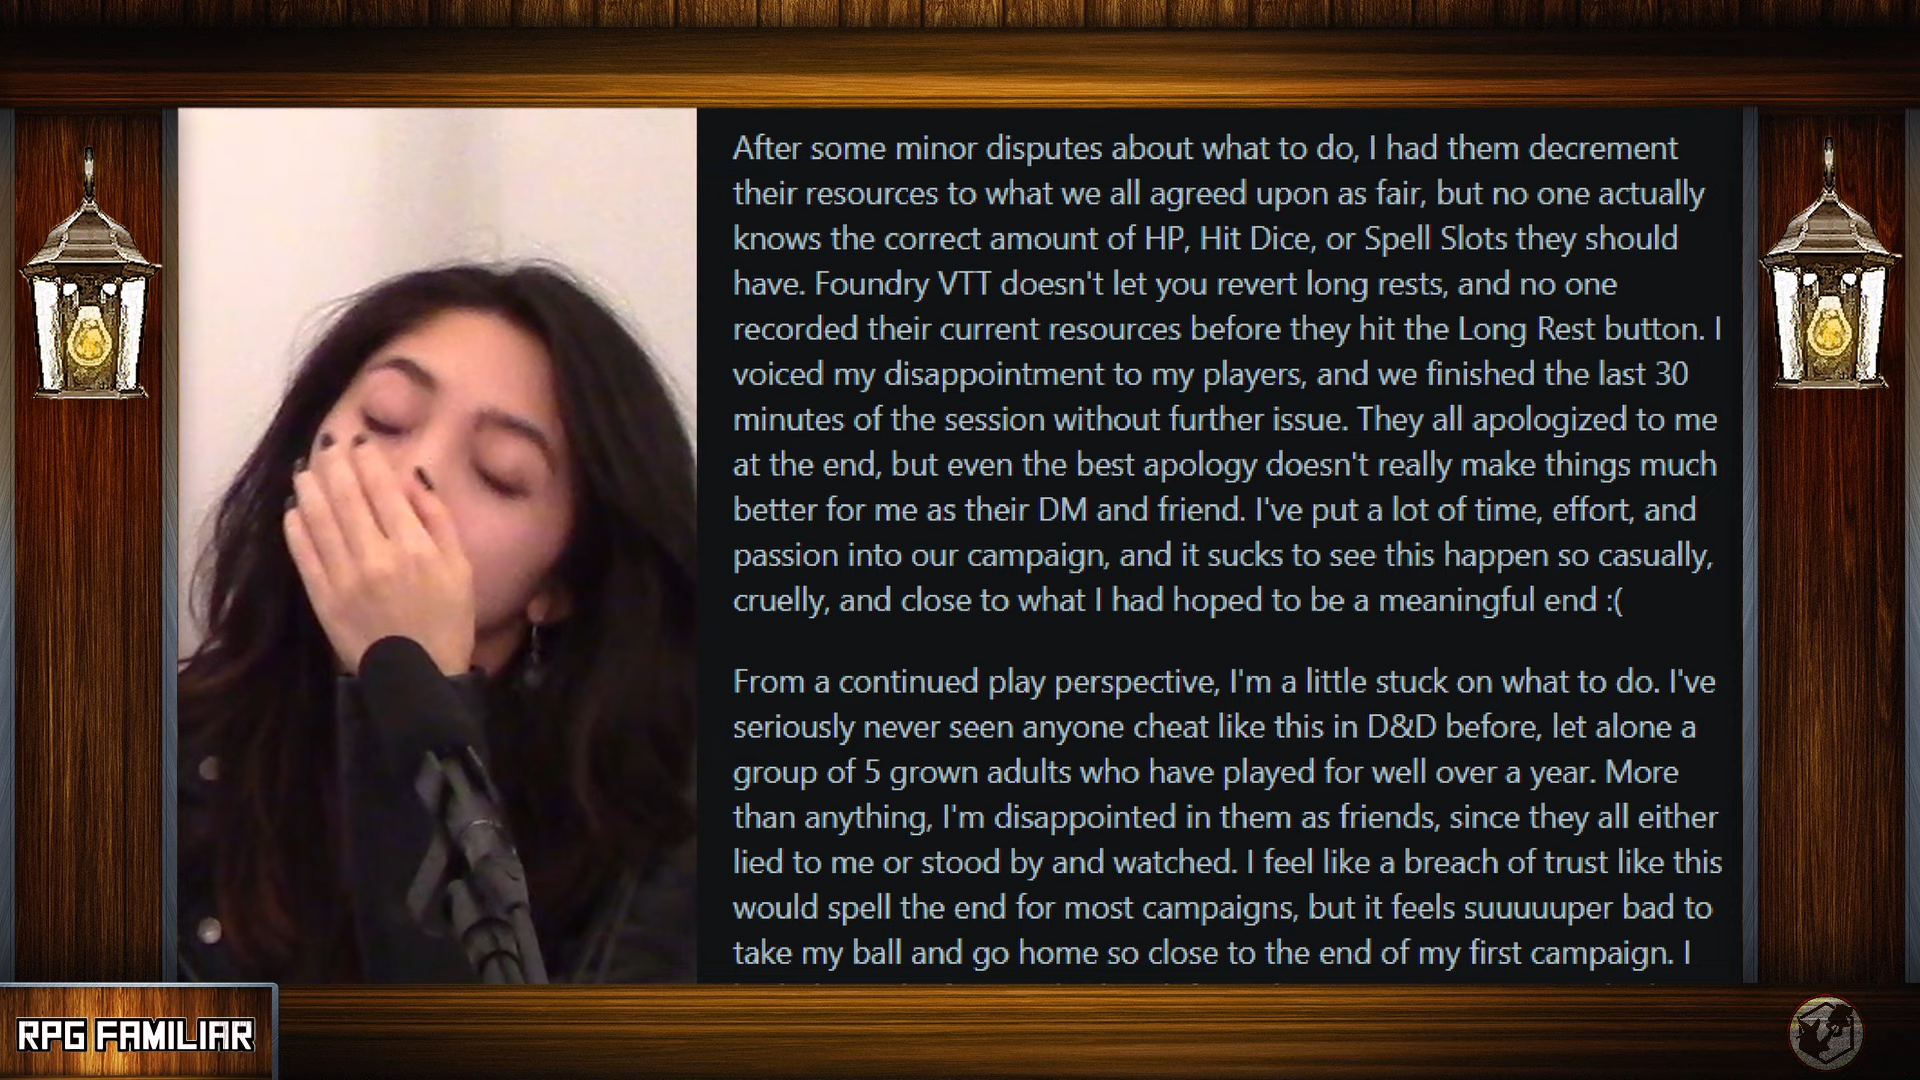 After some minor disputes about what to do, I had them decrement
their resources to what we all agreed upon as fair, but no one actually
knows the correct amount of HP, Hit Dice, or Spell Slots they should
have. Foundry VTT doesn't let you revert long rests, and no one
recorded their current resources before they hit the Long Rest button. I
voiced my disappointment to my players, and we finished the last 30
minutes of the session without further issue. They all apologized to me
at the end, but even the best apology doesn't really make things much
better for me as their DM and friend. I've put a lot of time, effort, and
passion into our campaign, and it sucks to see this happen so casually,
cruelly, and close to what I had hoped to be a meaningful end :(
From a continued play perspective, I'm a little stuck on what to do. I've
seriously never seen anyone cheat like this in D&D before, let alone a
group of 5 grown adults who have played for well over a year. More
than anything, I'm disappointed in them as friends, since they all either
lied to me or stood by and watched. I feel like a breach of trust like this
would spell the end for most campaigns, but it feels suuuuuper bad to
take my ball and go home so close to the end of my first campaign. I
RPG FAMILIAR